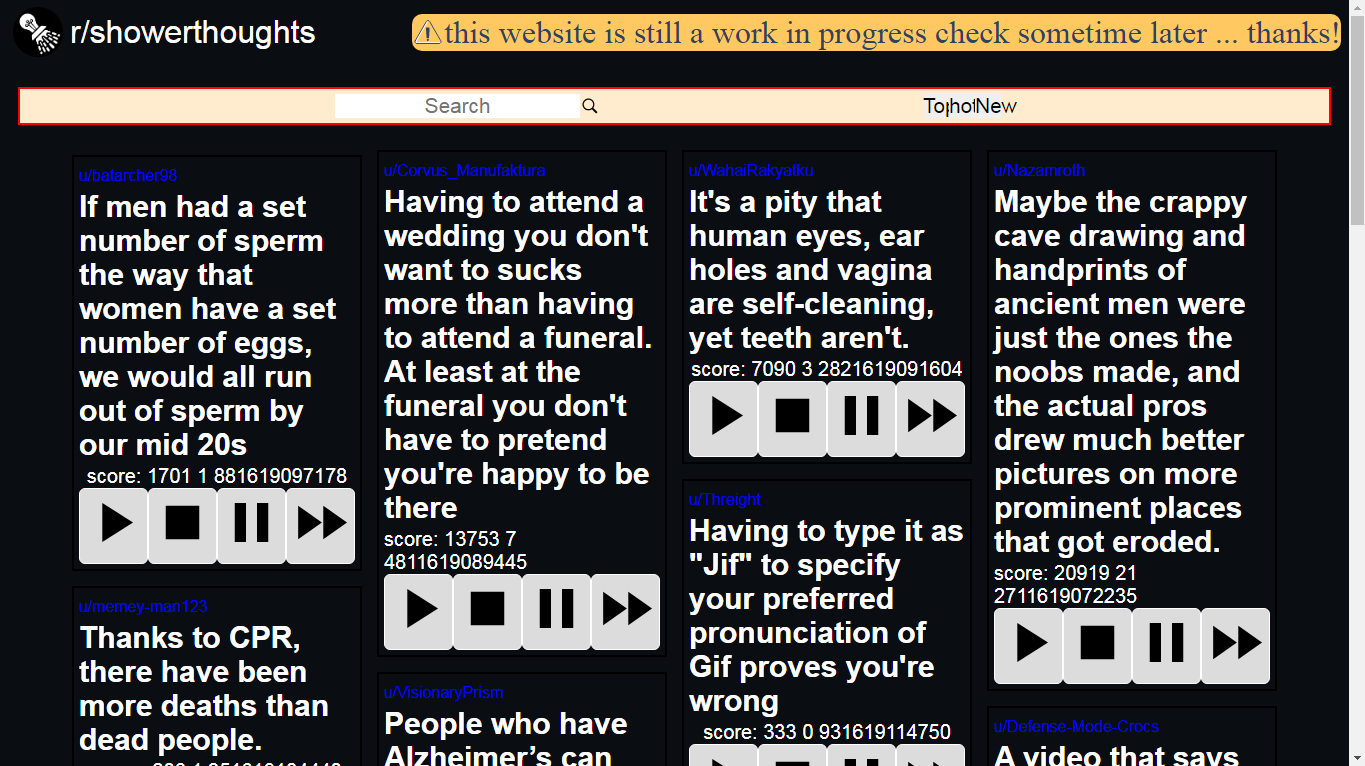 r/showerthoughts
⚠this website is still a work in progress check sometime later ... thanks!
Search
Top
hot
New
u/batarcher98
If men had a set
number of sperm
the way that
women have a set
number of eggs,
we would all run
out of sperm by
our mid 20s
score: 1701 1 881619097178
u/memey-man123
Thanks to CPR,
there have been
more deaths than
dead people.
u/Corvus_Manufaktura
Having to attend a
wedding you don't
want to sucks
more than having
to attend a funeral.
At least at the
funeral you don't
have to pretend
you're happy to be
there
score: 13753 7
4811619089445
u/VisionaryPrism
People who have
Alzheimer’s can
u/WahaiRakyatku
It's a pity that
human eyes, ear
holes and vagina
are self-cleaning,
yet teeth aren't.
score: 7090 3 2821619091604
u/Threight
Having to type it as
"Jif" to specify
your preferred
pronunciation of
Gif proves you're
wrong
score: 333 0 931619114750
u/Nazamroth
Maybe the crappy
cave drawing and
handprints of
ancient men were
just the ones the
noobs made, and
the actual pros
drew much better
pictures on more
prominent places
that got eroded.
score: 20919 21
2711619072235
u/Defense-Mode-Crocs
A video that says